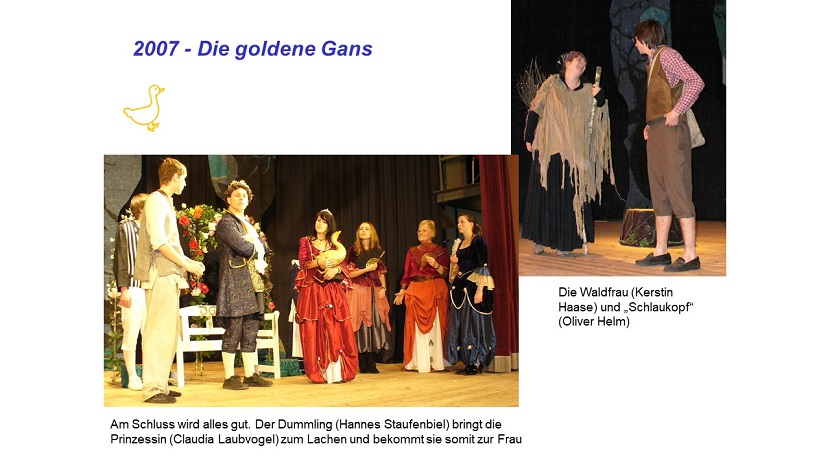 2007 - Die goldene Gans
Die Waldfrau (Kerstin
Haase) und „Schlaukopf“
(Oliver Helm)
Am Schluss wird alles gut. Der Dummling (Hannes Staufenbiel) bringt die
Prinzessin (Claudia Laubvogel) zum Lachen und bekommt sie somit zur Frau